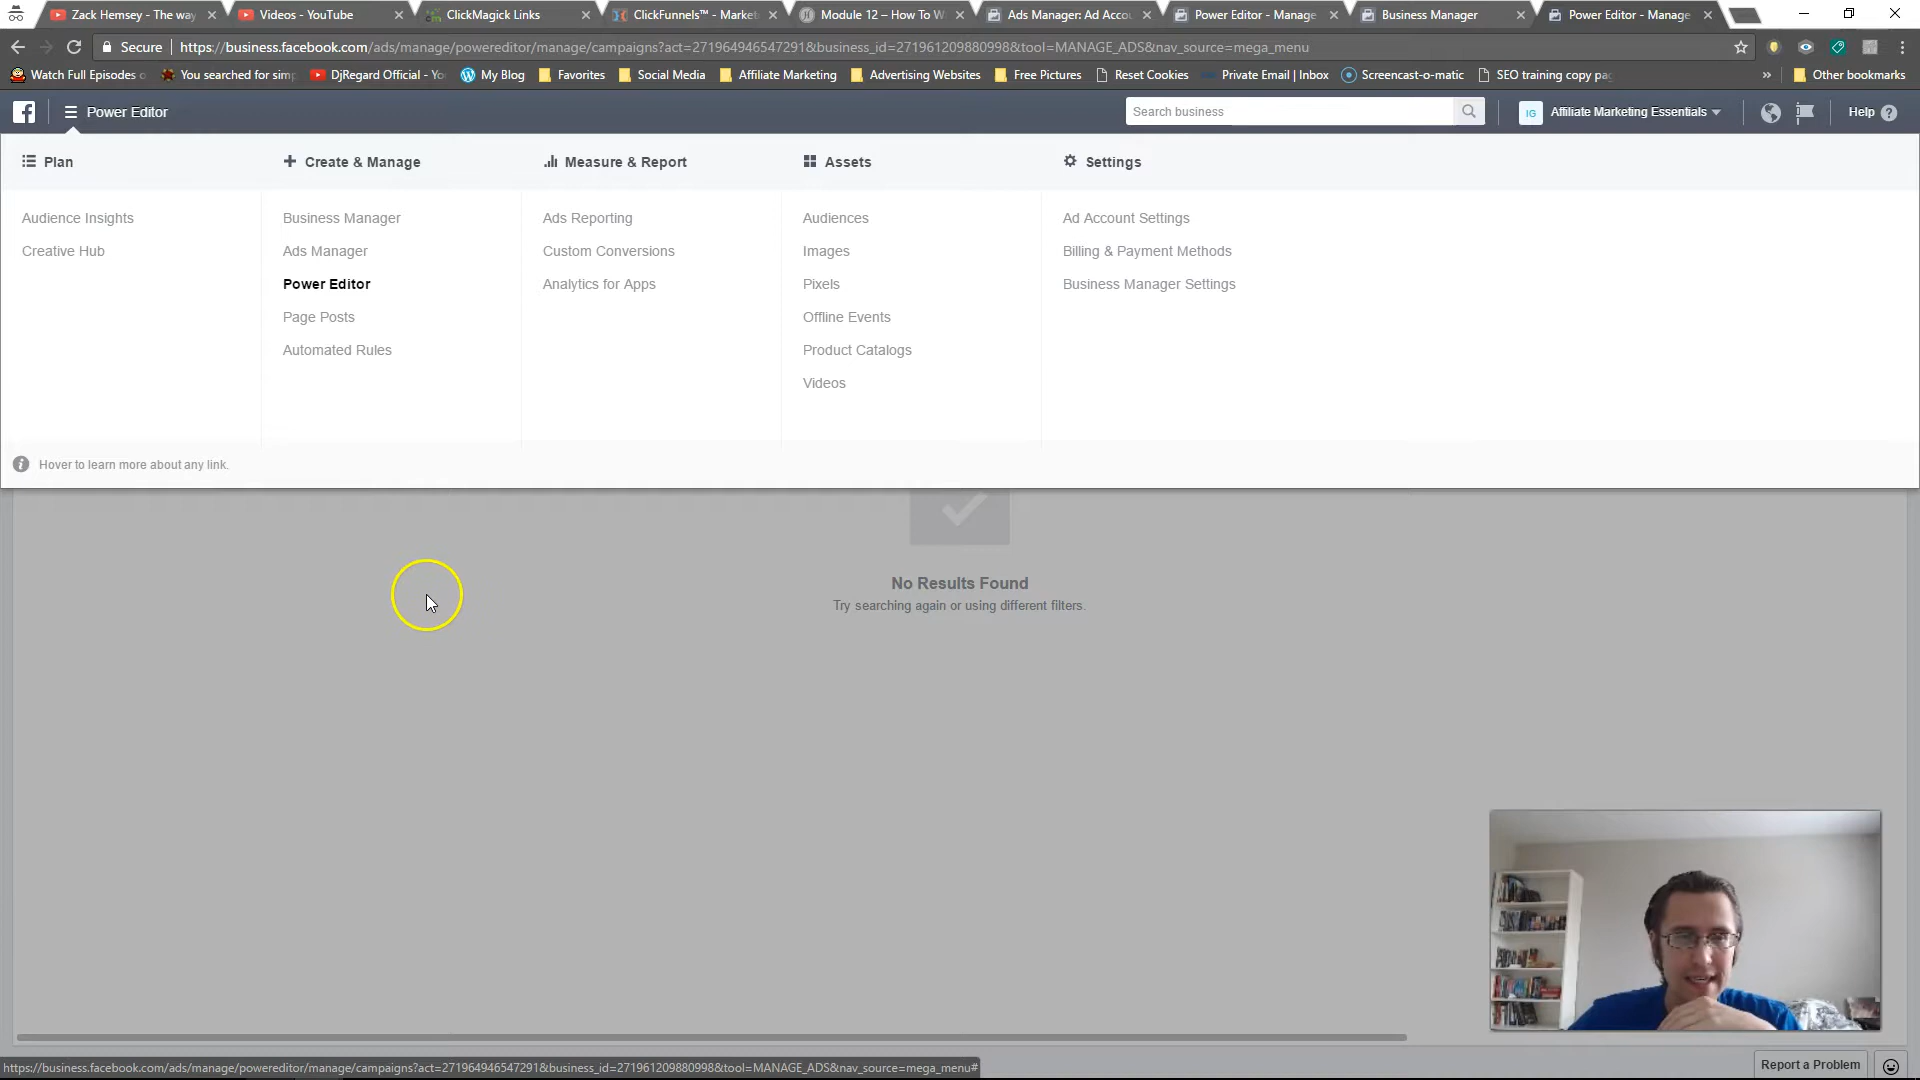 Zack Hemsey - The way
Videos - YouTube
ClickMagick Links
ClickFunnels™ - Market
Module 12 – How To W
Ads Manager: Ad Accou
Power Editor - Manage
Business Manager
Power Editor - Manage
Secure
https://business.facebook.com/ads/manage/powereditor/manage/campaigns?act=271964946547291&business_id=271961209880998&tool=MANAGE_ADS&nav_source=mega_menu
Watch Full Episodes o
You searched for simp
DjRegard Official - Yo
My Blog
Favorites
Social Media
Affiliate Marketing
Advertising Websites
Free Pictures
Reset Cookies
Private Email | Inbox
Screencast-o-matic
SEO training copy pag
»
Other bookmarks
Power Editor
Search business
IG
Affiliate Marketing Essentials
Help ?
Plan
Create & Manage
Measure & Report
Assets
Settings
Audience Insights
Creative Hub
Business Manager
Ads Manager
Power Editor
Page Posts
Automated Rules
Ads Reporting
Custom Conversions
Analytics for Apps
Audiences
Images
Pixels
Offline Events
Product Catalogs
Videos
Ad Account Settings
Billing & Payment Methods
Business Manager Settings
Hover to learn more about any link.
No Results Found
Try searching again or using different filters.
https://business.facebook.com/ads/manage/powereditor/manage/campaigns?act=271964946547291&business_id=271961209880998&tool=MANAGE_ADS&nav_source=mega_menu#
Report a Problem